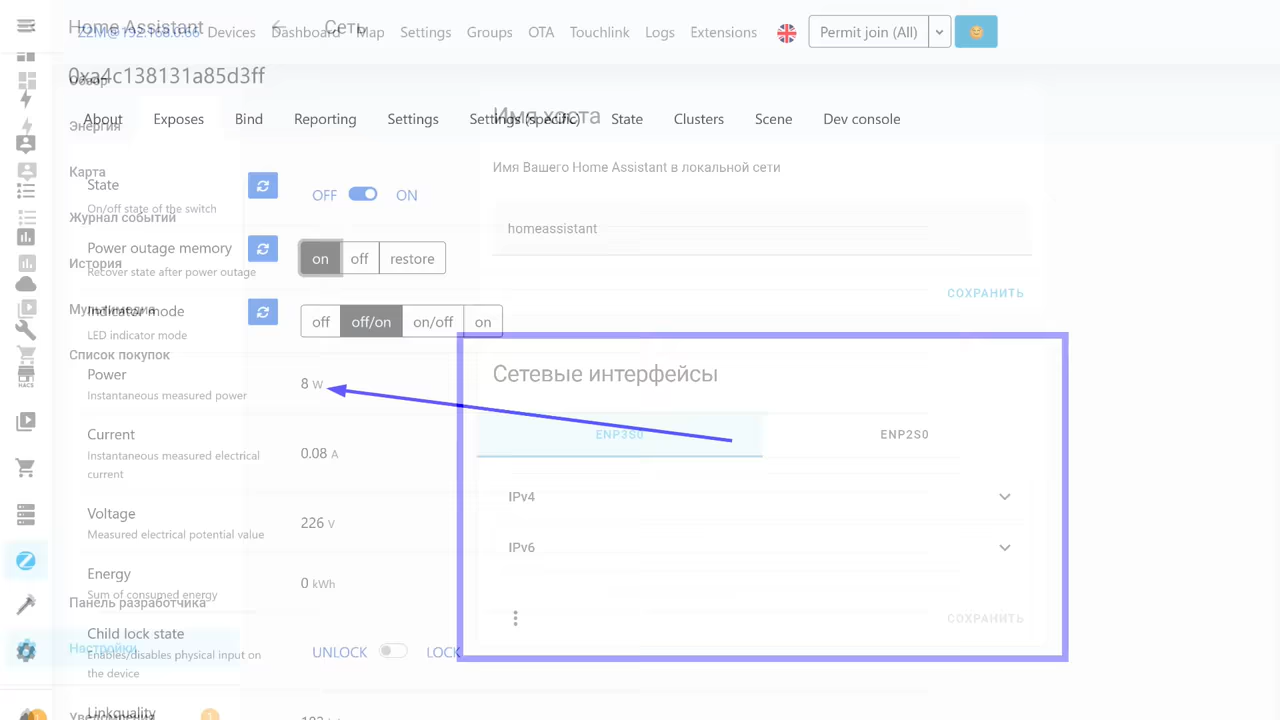 Home Assistant
Сеть
Z2M@192.168.0.66 Devices Dashboard Map Settings Groups OTA Touchlink Logs Extensions
Permit join (All)
0xa4c138131a85d3ff
Обзор
Имя хоста
About Exposes Bind Reporting Settings Settings (specific) State Clusters Scene Dev console
Энергия
Имя Вашего Home Assistant в локальной сети
Карта
State
On/off state of the switch
OFF ON
Журнал событий
homeassistant
Power outage memory
Recover state after power outage
on off restore
История
СОХРАНИТЬ
Мультимедиа
Indicator mode
LED indicator mode
off off/on on/off on
Список покупок
Power
Instantaneous measured power
8 W
Сетевые интерфейсы
ENP3S0 ENP2S0
Current
Instantaneous measured electrical
current
0.08 A
IPv4
HACS
Voltage
Measured electrical potential value
226 V
IPv6
Energy
Sum of consumed energy
0 kWh
Панель разработчика
СОХРАНИТЬ
Child lock state
Enables/disables physical input on
the device
UNLOCK LOCK
Настройки
Linkquality
Уведомления
1